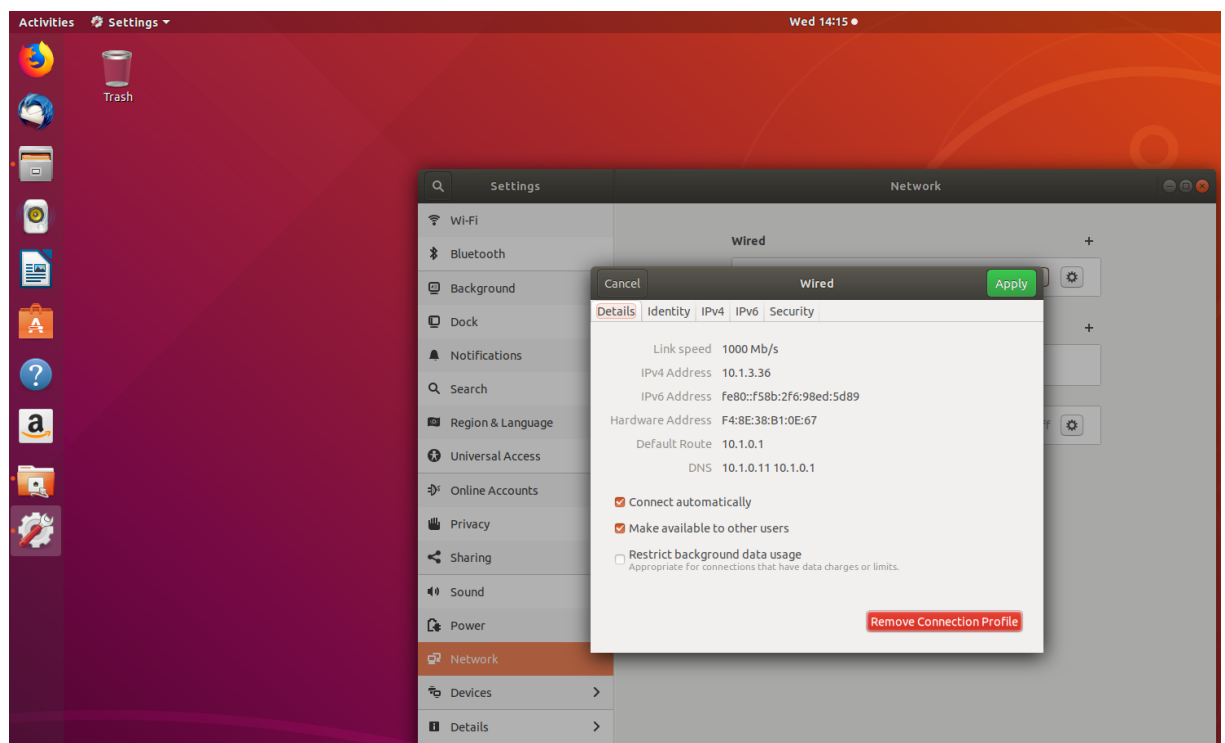 Activities Settings Wed 14:15
Trash
Settings Network
Wi-Fi
Bluetooth
Background
Dock
Notifications
Search
Region & Language
Universal Access
Online Accounts
Privacy
Sharing
Sound
Power
Network
Devices
Details
Wired
Cancel Wired Apply
Details Identity IPv4 IPv6 Security
Link speed 1000 Mb/s
IPv4 Address 10.1.3.36
IPv6 Address fe80::f58b:2f6:98ed:5d89
Hardware Address F4:8E:38:B1:0E:67
Default Route 10.1.0.1
DNS 10.1.0.11 10.1.0.1
Connect automatically
Make available to other users
Restrict background data usage
Appropriate for connections that have data charges or limits.
Remove Connection Profile